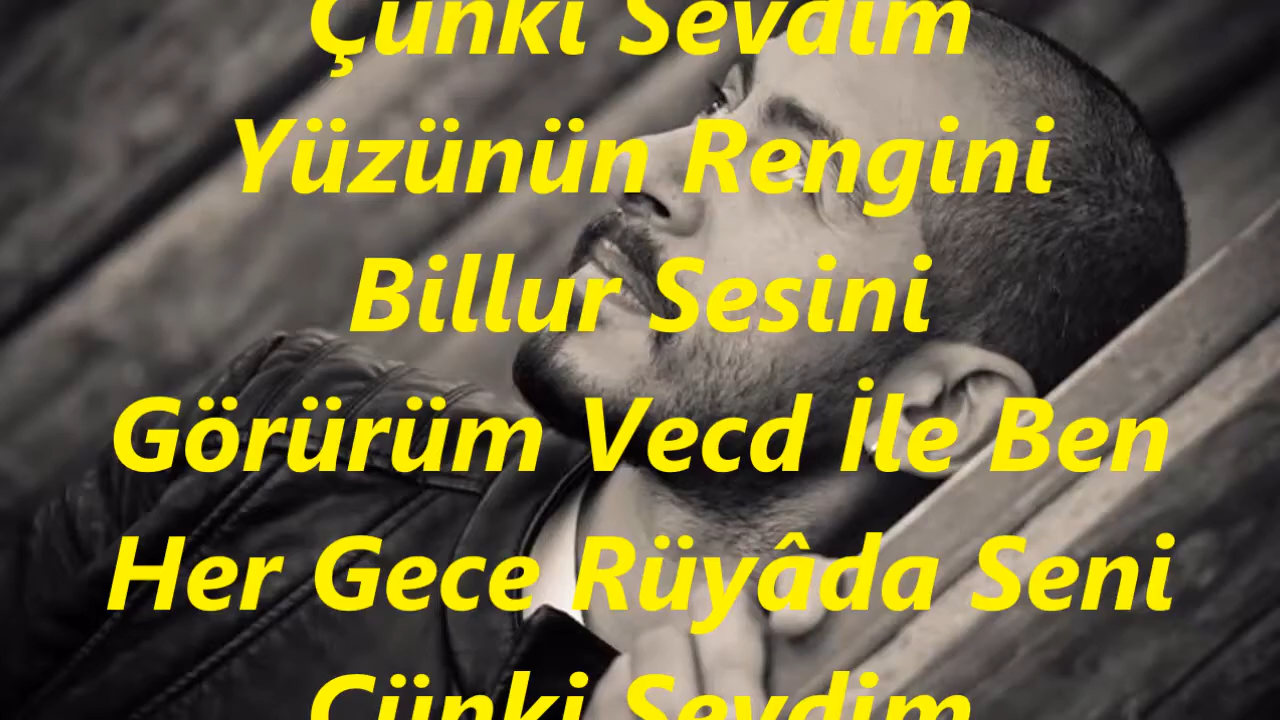 Çünki Sevdim
Yüzünün Rengini
Billur Sesini
Görürüm Vecd İle Ben
Her Gece Rüyâda Seni
Çünki Sevdim